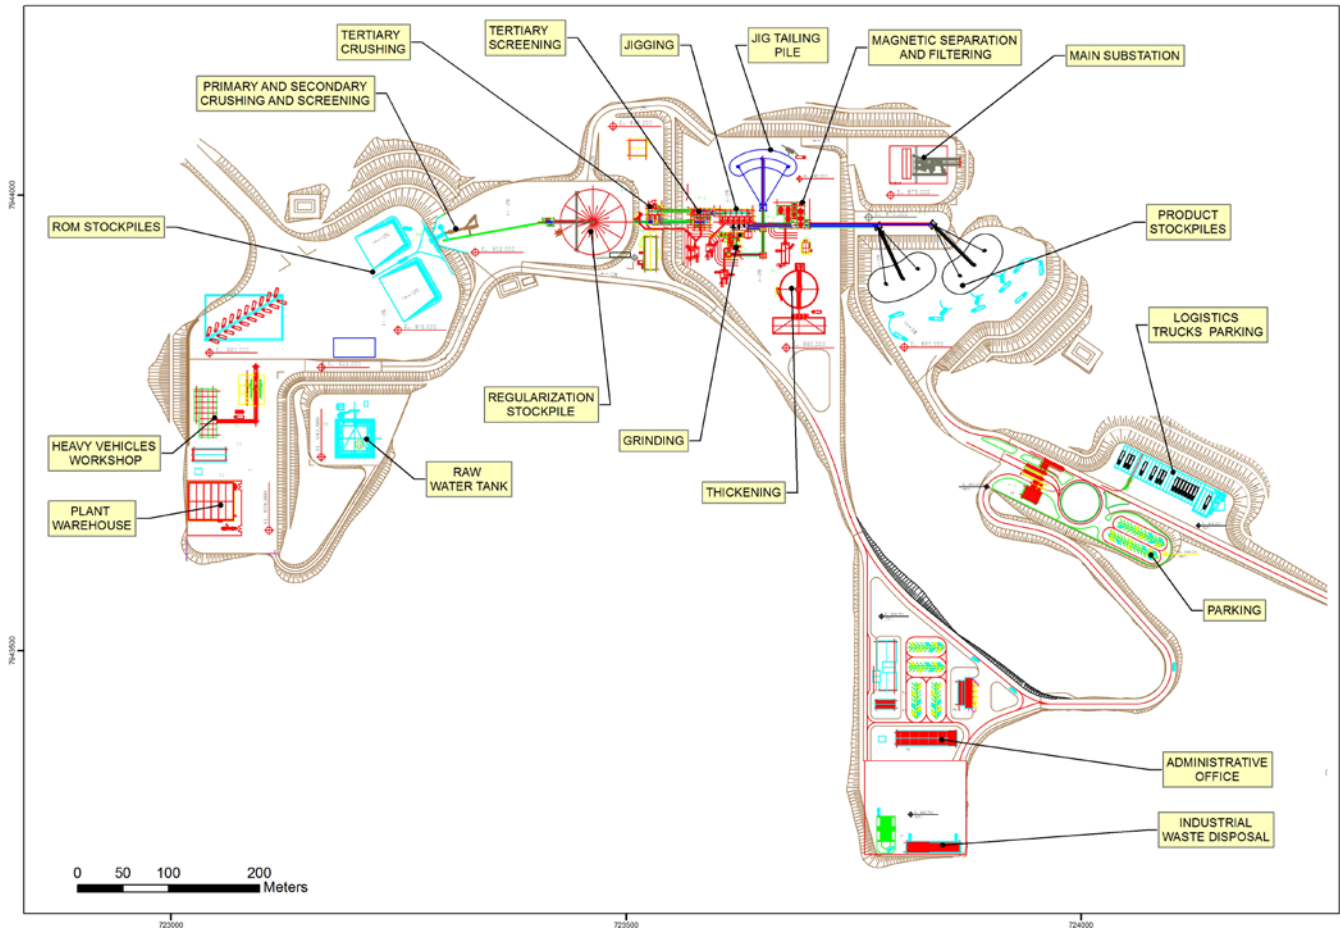 TERTIARY
CRUSHING
TERTIARY
SCREENING
JIGGING
JIG TAILING
PILE
MAGNETIC SEPARATION
AND FILTERING
MAIN SUBSTATION
PRIMARY AND SECONDARY
CRUSHING AND SCREENING
ROM STOCKPILES
PRODUCT
STOCKPILES
LOGISTICS
TRUCKS PARKING
REGULARIZATION
STOCKPILE
GRINDING
THICKENING
HEAVY VEHICLES
WORKSHOP
RAW
WATER TANK
PLANT
WAREHOUSE
PARKING
ADMINISTRATIVE
OFFICE
INDUSTRIAL
WASTE DISPOSAL
0 50 100 200
Meters
7644000
7643500
723000
723500
724000